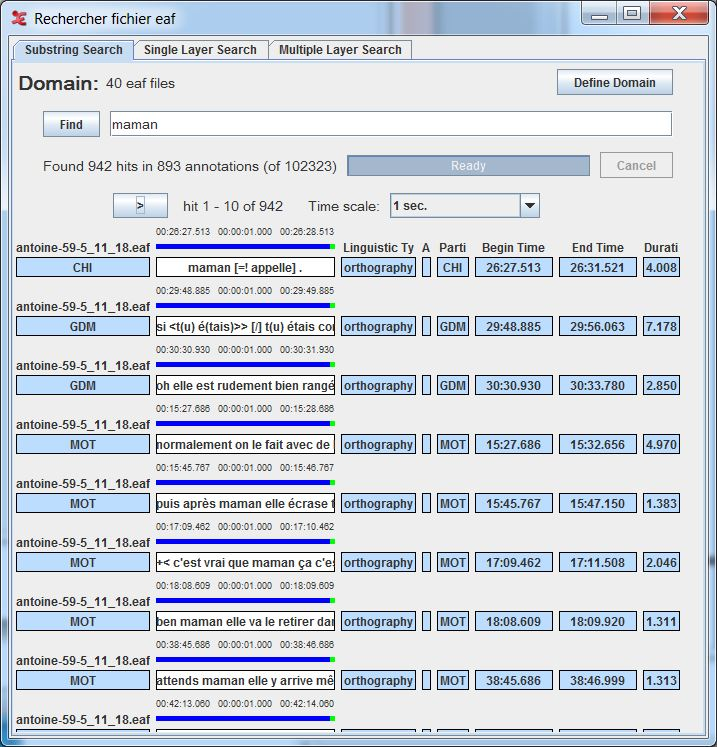 Rechercher fichier eaf
Substring Search Single Layer Search Multiple Layer Search
Domain: 40 eaf files Define Domain
Find maman
Found 942 hits in 893 annotations (of 102323) Ready Cancel
> hit 1 - 10 of 942 Time scale: 1 sec.
00:26:27.513 00:00:01.000 00:26:28.513
antoine-59-5_11_18.eaf Linguistic Ty A Parti Begin Time End Time Durati
CHI maman [=! appelle] . orthography CHI 26:27.513 26:31.521 4.008
00:29:48.885 00:00:01.000 00:29:49.885
antoine-59-5_11_18.eaf
GDM si <t(u) é(tais)>> [/] t(u) étais co orthography GDM 29:48.885 29:56.063 7.178
00:30:30.930 00:00:01.000 00:30:31.930
antoine-59-5_11_18.eaf
GDM oh elle est rudement bien rangé orthography GDM 30:30.930 30:33.780 2.850
00:15:27.686 00:00:01.000 00:15:28.686
antoine-59-5_11_18.eaf
MOT normalement on le fait avec de orthography MOT 15:27.686 15:32.656 4.970
00:15:45.767 00:00:01.000 00:15:46.767
antoine-59-5_11_18.eaf
MOT puis après maman elle écrase t orthography MOT 15:45.767 15:47.150 1.383
00:17:09.462 00:00:01.000 00:17:10.462
antoine-59-5_11_18.eaf
MOT +< c'est vrai que maman ça c'es orthography MOT 17:09.462 17:11.508 2.046
00:18:08.609 00:00:01.000 00:18:09.609
antoine-59-5_11_18.eaf
MOT ben maman elle va le retirer da orthography MOT 18:08.609 18:09.920 1.311
00:38:45.686 00:00:01.000 00:38:46.686
antoine-59-5_11_18.eaf
MOT attends maman elle y arrive mê orthography MOT 38:45.686 38:46.999 1.313
00:42:13.060 00:00:01.000 00:42:14.060
antoine-59-5_11_18.eaf